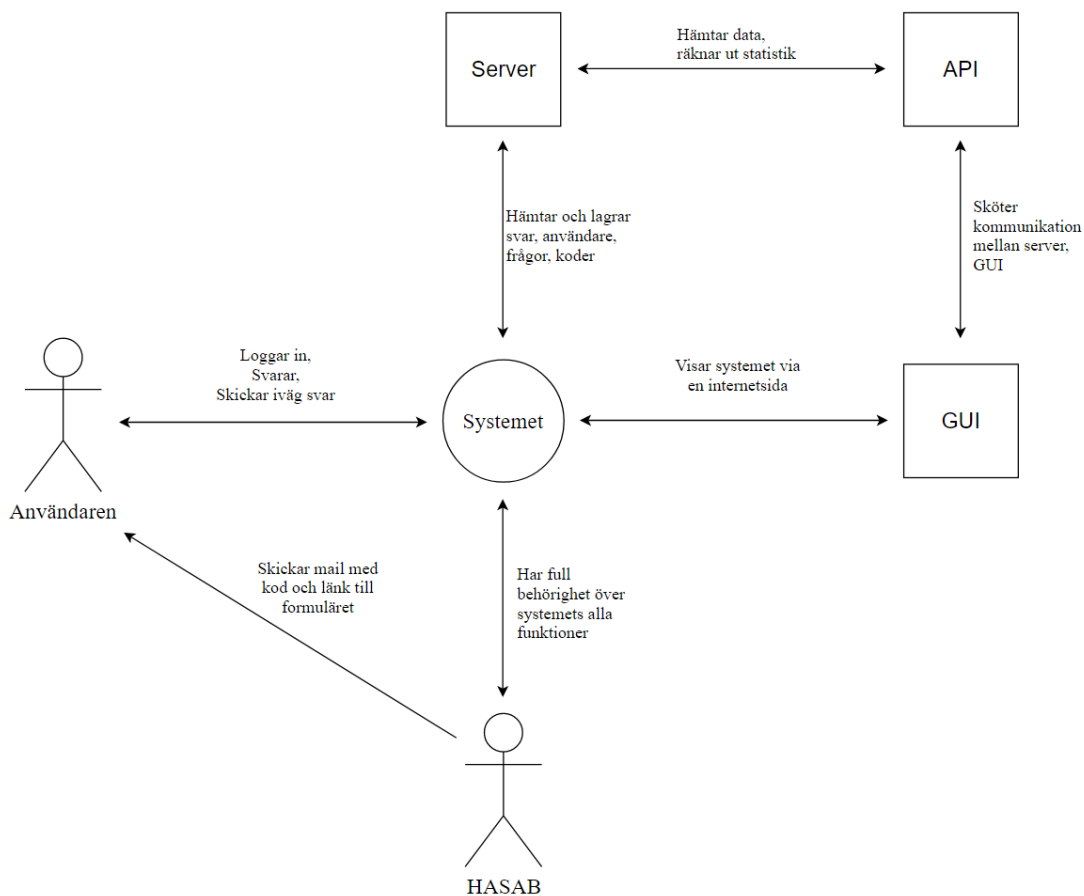 Server
Hämtar data,
räknar ut statistik
API
Hämtar och lagrar
svar, användare,
frågor, koder
Sköter
kommunikation
mellan server,
GUI
Loggar in,
Svarar,
Skickar iväg svar
Systemet
Visar systemet via
en internetsida
GUI
Användaren
Skickar mail med
kod och länk till
formuläret
Har full
behörighet över
systemets alla
funktioner
HASAB